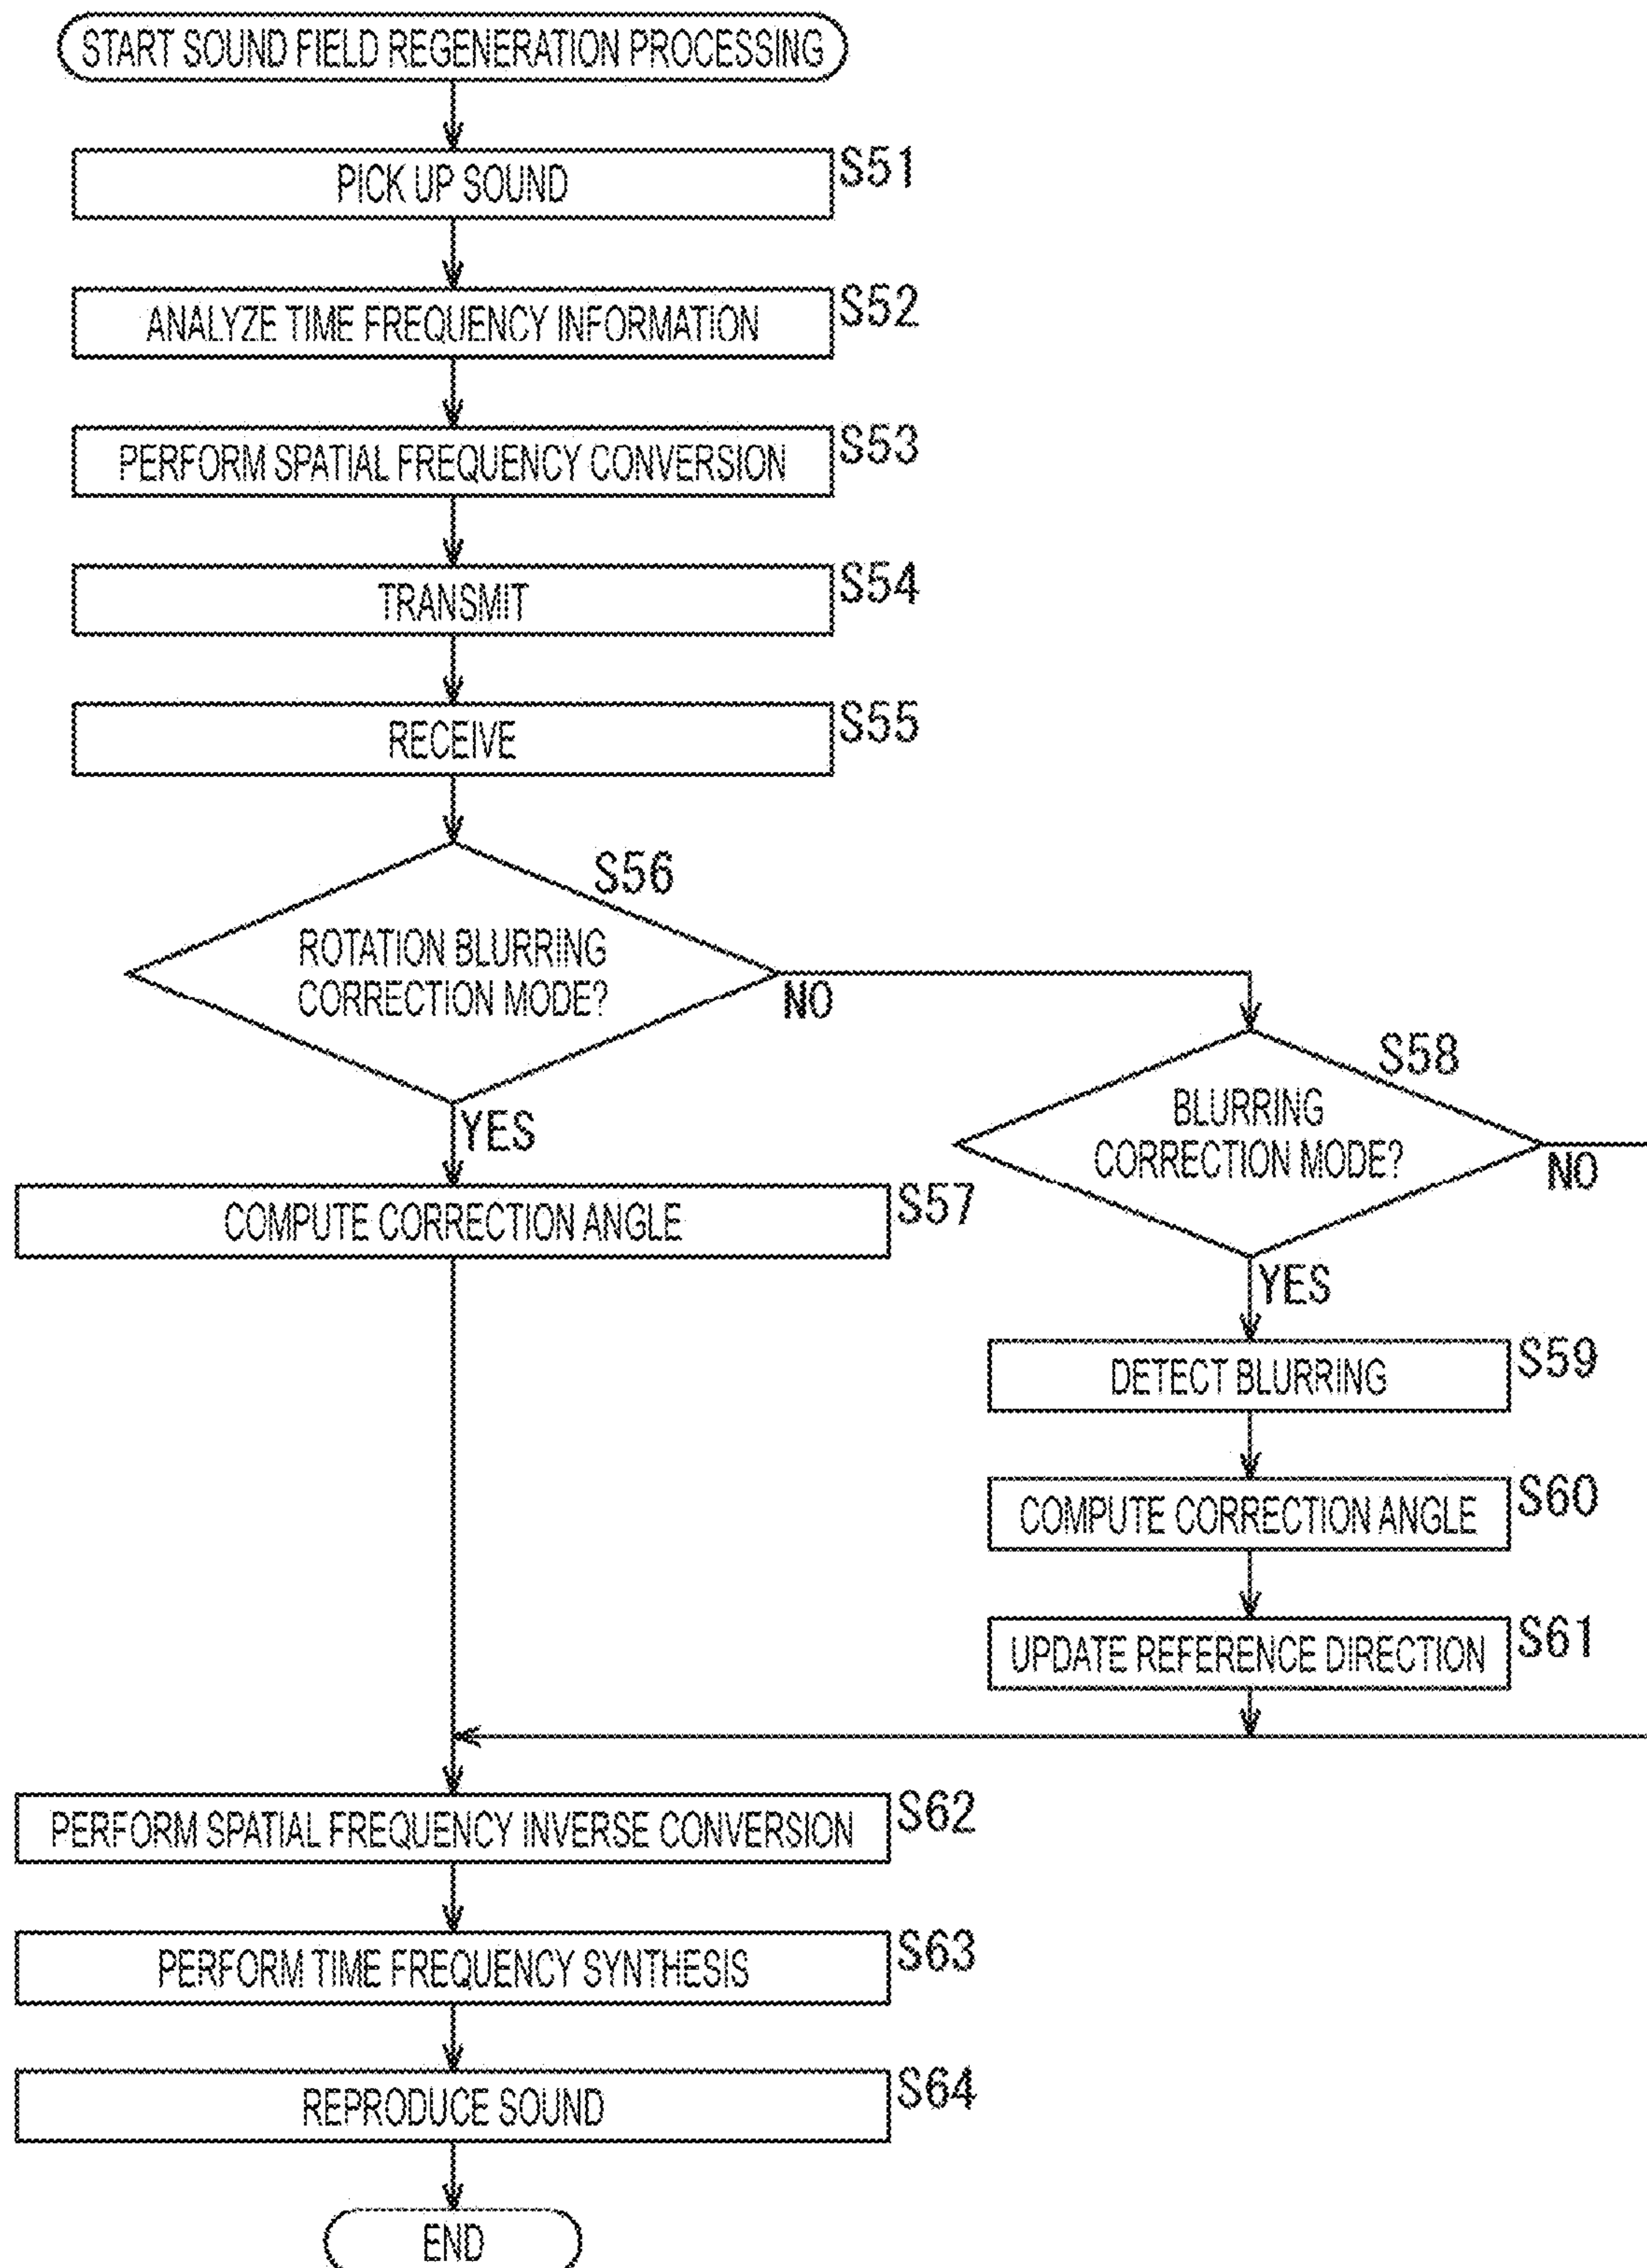 START SOUND FIELD REGENERATION PROCESSING
PICK UP SOUND
S51
ANALYZE TIME FREQUENCY INFORMATION
S52
PERFORM SPATIAL FREQUENCY CONVERSION
S53
TRANSMIT
S54
RECEIVE
S55
S56
ROTATION BLURRING
CORRECTION MODE?
NO
YES
COMPUTE CORRECTION ANGLE
S57
S58
BLURRING
CORRECTION MODE?
NO
YES
DETECT BLURRING
S59
COMPUTE CORRECTION ANGLE
S60
UPDATE REFERENCE DIRECTION
S61
PERFORM SPATIAL FREQUENCY INVERSE CONVERSION
S62
PERFORM TIME FREQUENCY SYNTHESIS
S63
REPRODUCE SOUND
S64
END